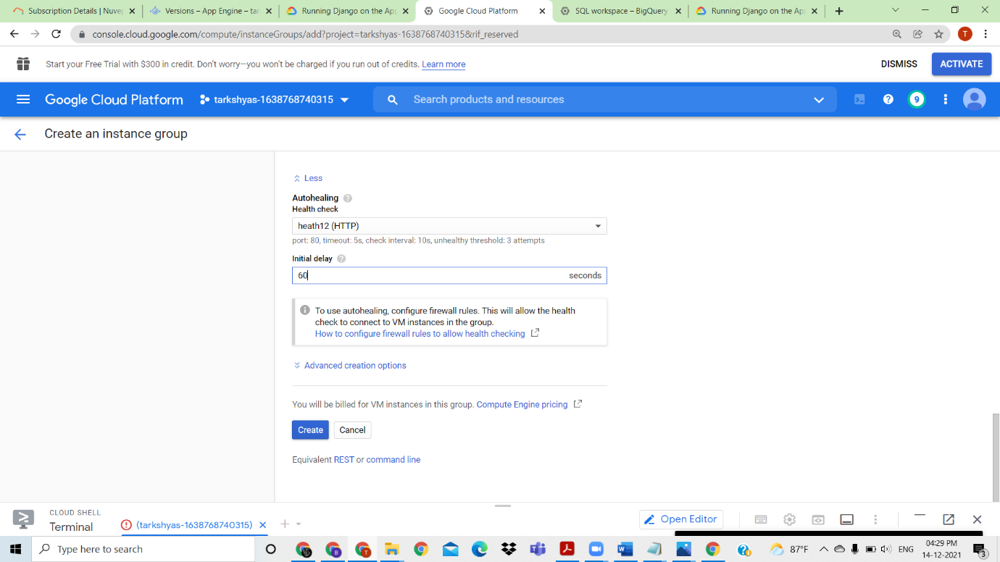 Subscription Details | Nuvep
Versions – App Engine – tar
Running Django on the App
Google Cloud Platform
SQL workspace – BigQuery
Running Django on the App
console.cloud.google.com/compute/instanceGroups/add?project=tarkshyas-1638768740315&rif_reserved
T
Start your Free Trial with $300 in credit. Don't worry—you won't be charged if you run out of credits. Learn more
DISMISS
ACTIVATE
Google Cloud Platform
tarkshyas-1638768740315
Search products and resources
9
Create an instance group
Less
Autohealing
Health check
heath12 (HTTP)
port: 80, timeout: 5s, check interval: 10s, unhealthy threshold: 3 attempts
Initial delay
60
seconds
To use autohealing, configure firewall rules. This will allow the health
check to connect to VM instances in the group.
How to configure firewall rules to allow health checking
Advanced creation options
You will be billed for VM instances in this group. Compute Engine pricing
Create
Cancel
Equivalent REST or command line
CLOUD SHELL
Terminal
(tarkshyas-1638768740315)
Open Editor
Type here to search
87°F
ENG
04:29 PM
14-12-2021
3